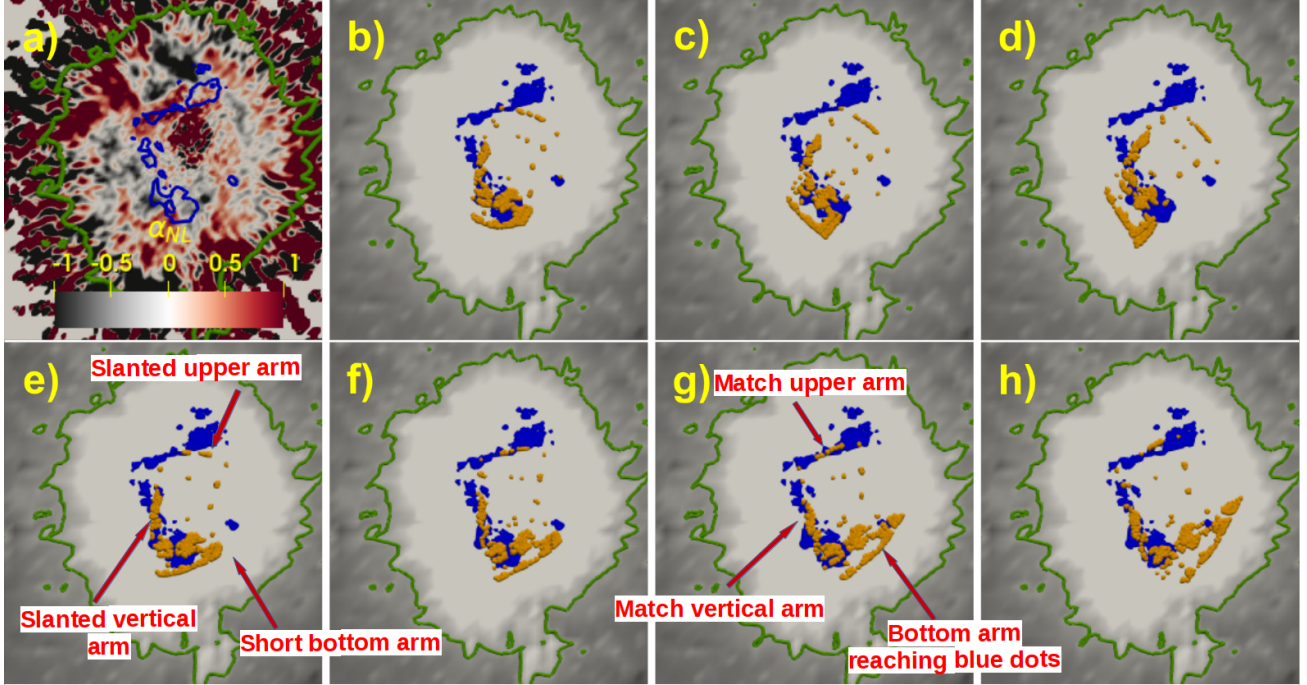 a)
b)
c)
d)
αNL
-1 -0.5 0 0.5 1
e)
Slanted upper arm
f)
g)
Match upper arm
h)
Slanted vertical
arm
Short bottom arm
Match vertical arm
Bottom arm
reaching blue dots